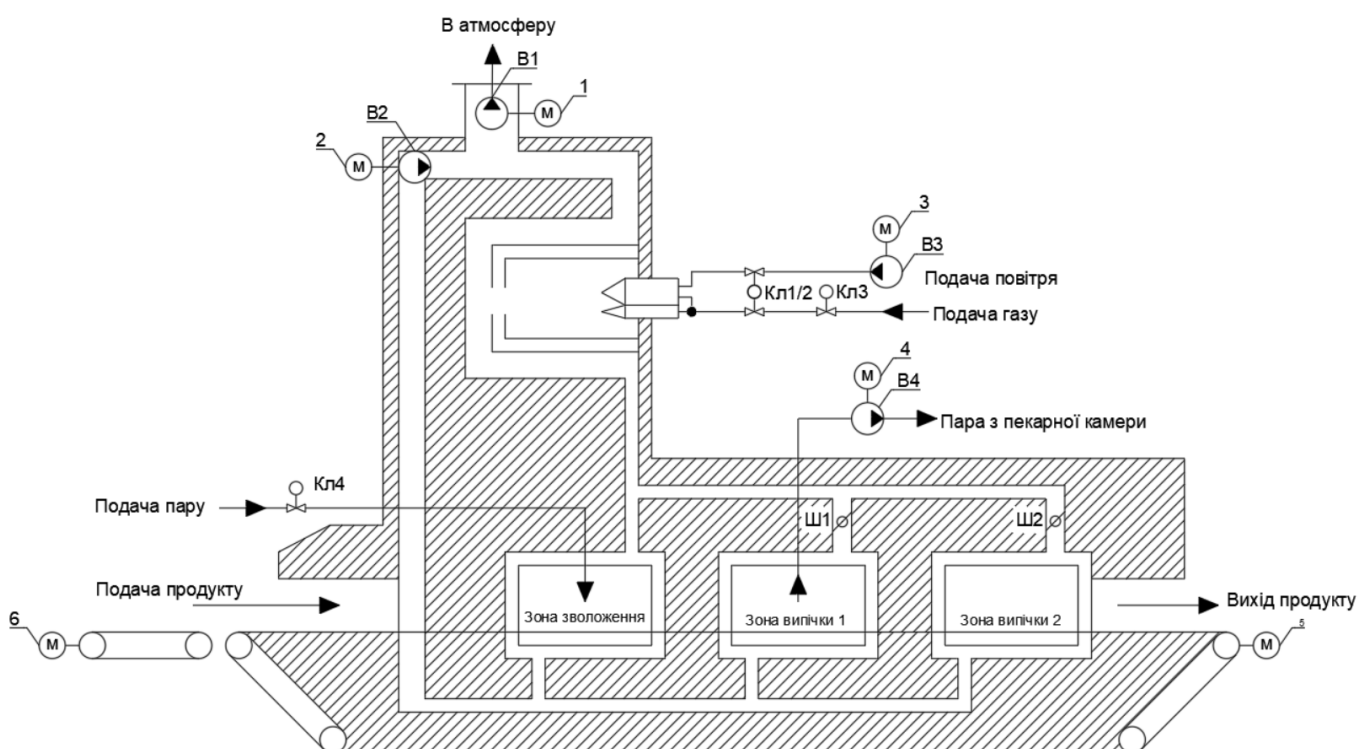 В атмосферу
В1
1
М
В2
2
М
3
М
В3
Подача повітря
Кл1/2
Кл3
Подача газу
4
М
В4
Пара з пекарної камери
Кл4
Подача пару
Ш1
Ш2
Подача продукту
Вихід продукту
Зона зволоження
Зона випічки 1
Зона випічки 2
6
М
5
М